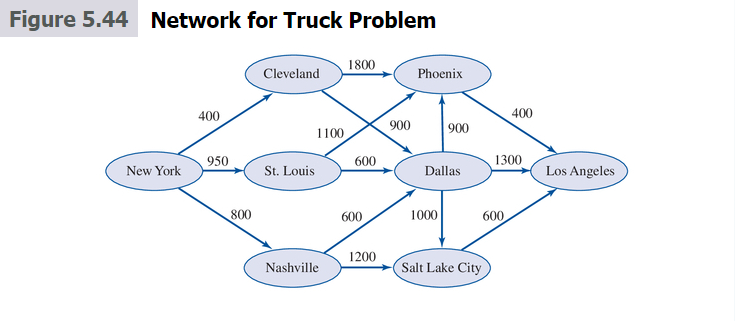 Figure 5.44 Network for Truck Problem
1800
Cleveland
Phoenix
400
400
1100
900
900
New York
950
St. Louis
600
Dallas
1300
Los Angeles
800
600
1000
600
Nashville
1200
Salt Lake City